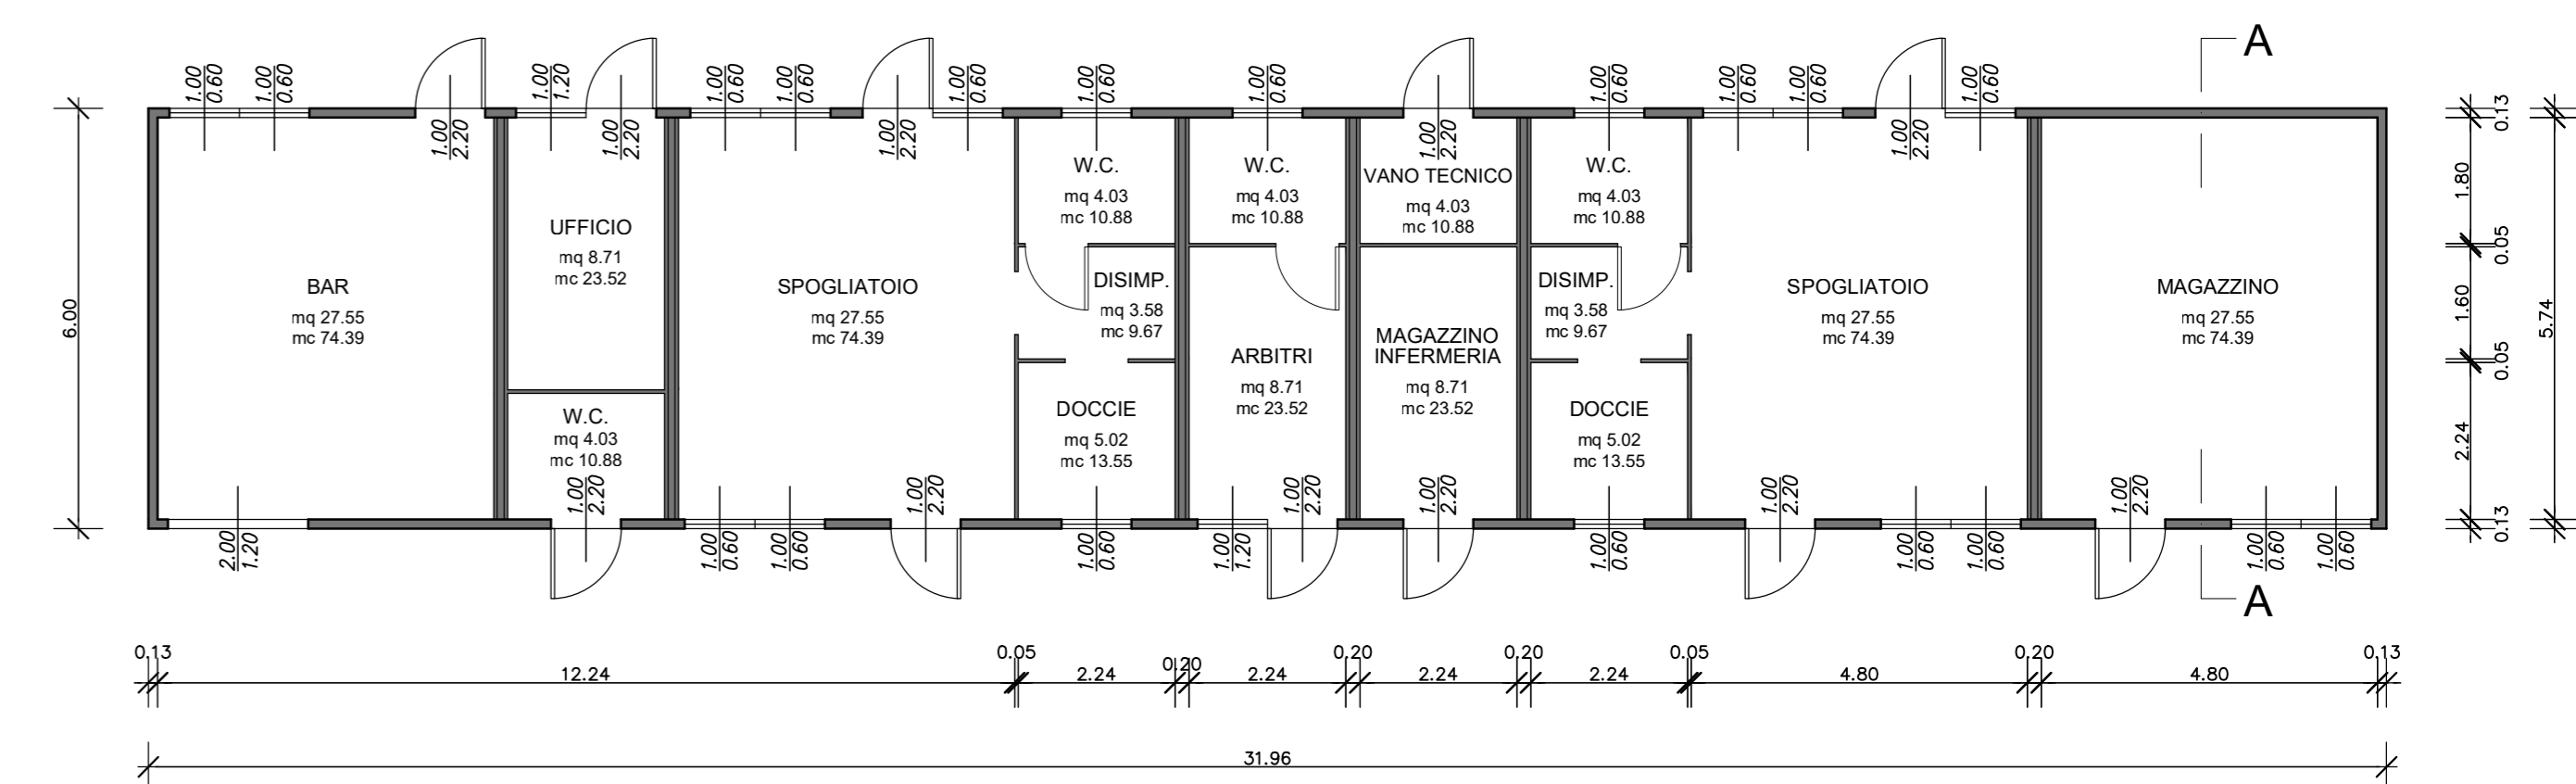 A
1.00
0.60
1.00
0.60
1.00
1.20
1.00
0.60
1.00
0.60
1.00
0.60
1.00
0.60
1.00
0.60
1.00
0.60
1.00
0.60
1.00
0.60
1.00
0.60
1.00
2.20
1.00
2.20
1.00
2.20
1.00
2.20
1.00
2.20
BAR
mq 27.55
mc 74.39
UFFICIO
mq 8.71
mc 23.52
W.C.
mq 4.03
mc 10.88
SPOGLIATOIO
mq 27.55
mc 74.39
W.C.
mq 4.03
mc 10.88
DISIMP.
mq 3.58
mc 9.67
DOCCIE
mq 5.02
mc 13.55
W.C.
mq 4.03
mc 10.88
ARBITRI
mq 8.71
mc 23.52
VANO TECNICO
mq 4.03
mc 10.88
MAGAZZINO
INFERMERIA
mq 8.71
mc 23.52
W.C.
mq 4.03
mc 10.88
DISIMP.
mq 3.58
mc 9.67
DOCCIE
mq 5.02
mc 13.55
SPOGLIATOIO
mq 27.55
mc 74.39
MAGAZZINO
mq 27.55
mc 74.39
6.00
0.13
1.80
0.05
1.60
0.05
2.24
0.13
5.74
2.00
1.20
1.00
2.20
1.00
0.60
1.00
0.60
1.00
2.20
1.00
0.60
1.00
1.20
1.00
2.20
1.00
2.20
1.00
0.60
1.00
2.20
1.00
0.60
1.00
0.60
1.00
2.20
1.00
0.60
1.00
0.60
A
0.13
12.24
0.05
2.24
0.20
2.24
0.20
2.24
0.20
2.24
0.05
4.80
0.20
4.80
0.13
31.96